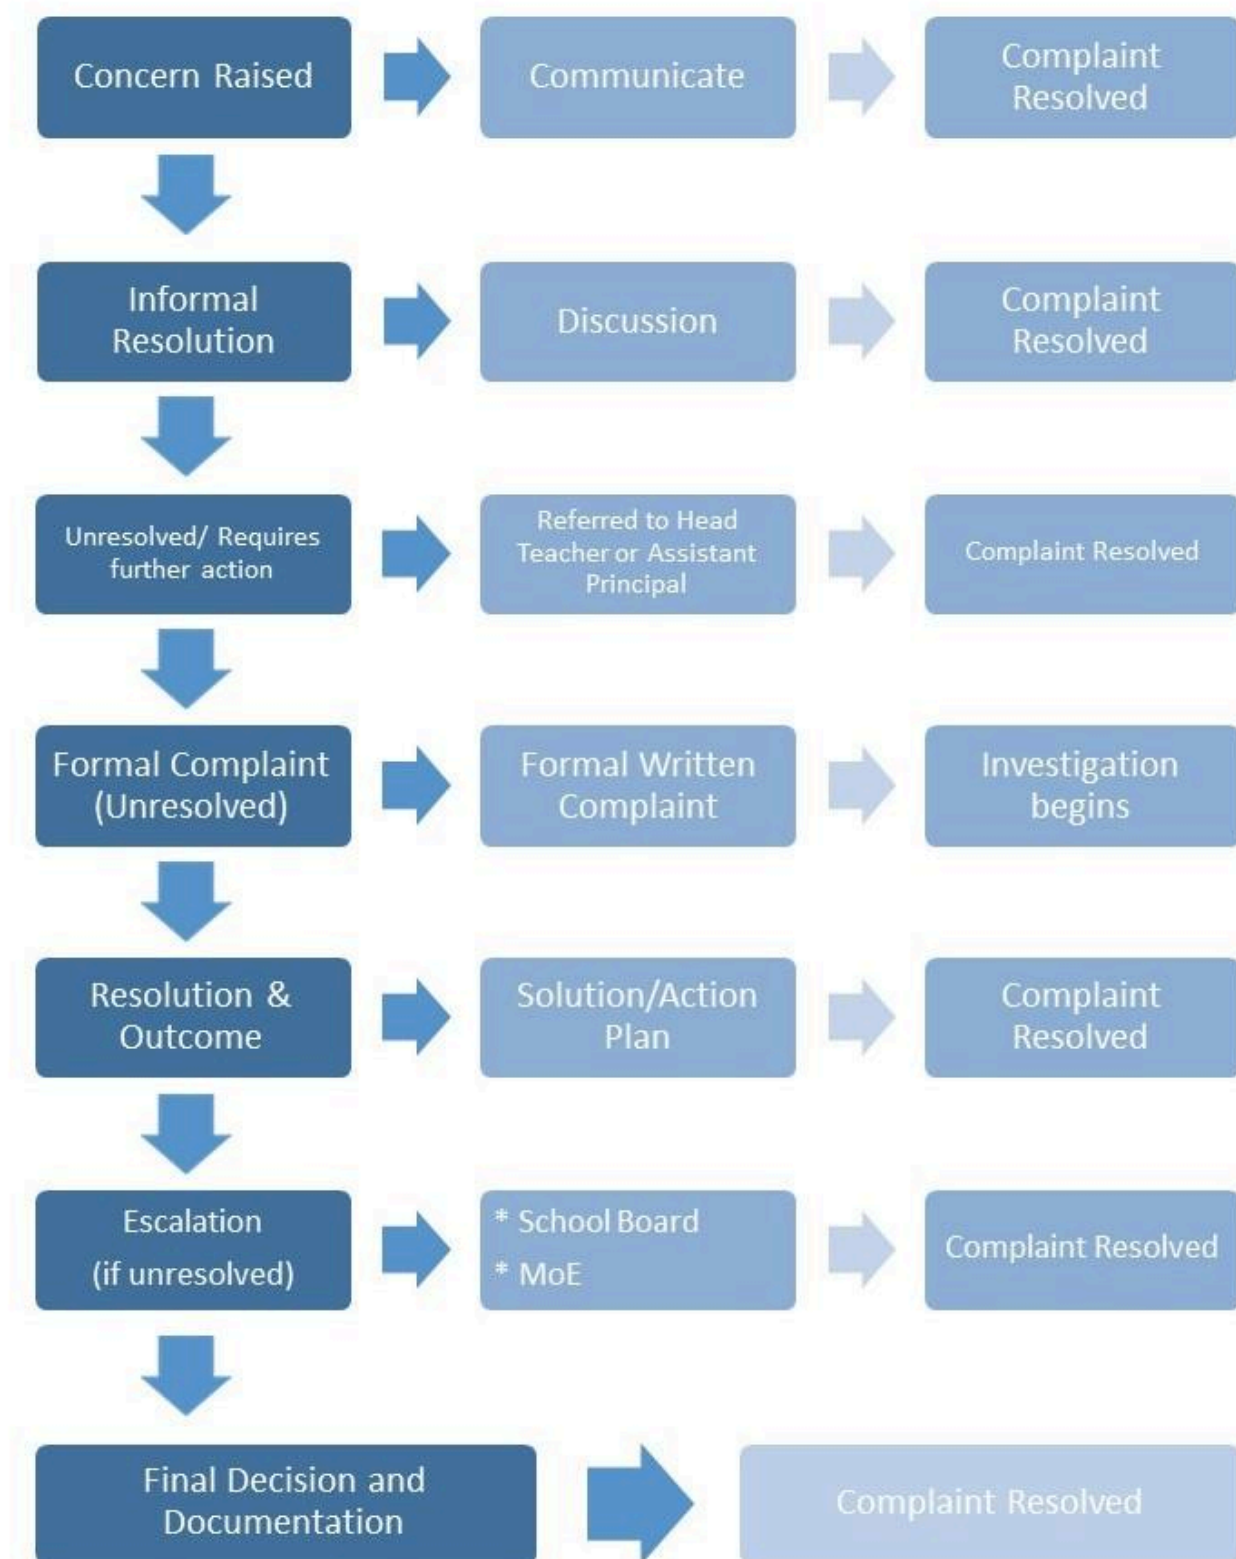 Concern Raised
Communicate
Complaint
Resolved
Informal
Resolution
Discussion
Complaint
Resolved
Unresolved/ Requires
further action
Referred to Head
Teacher or Assistant
Principal
Complaint Resolved
Formal Complaint
(Unresolved)
Formal Written
Complaint
Investigation
begins
Resolution &
Outcome
Solution/Action
Plan
Complaint
Resolved
Escalation
(if unresolved)
* School Board
* MoE
Complaint Resolved
Final Decision and
Documentation
Complaint Resolved